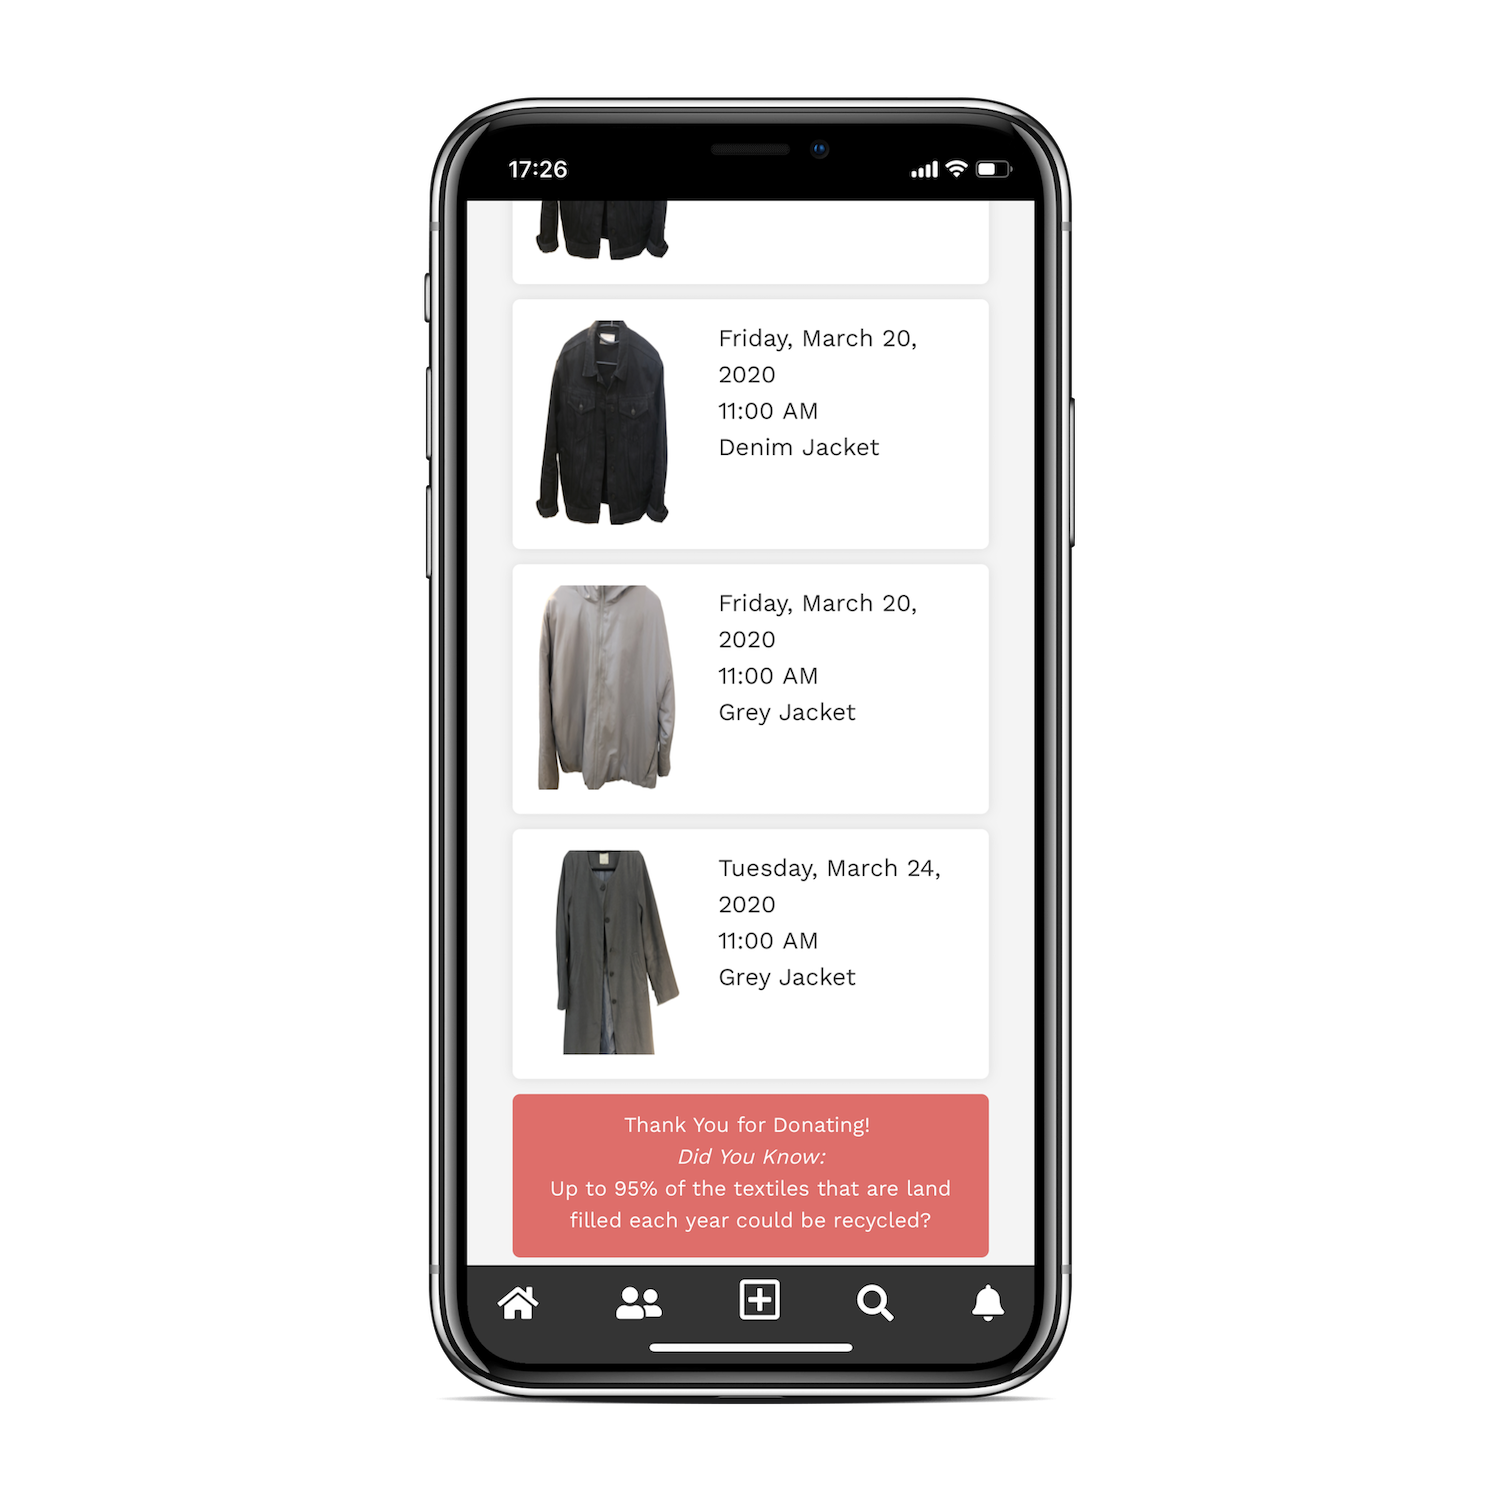 17:26
Friday, March 20,
2020
11:00 AM
Denim Jacket
Friday, March 20,
2020
11:00 AM
Grey Jacket
Tuesday, March 24,
2020
11:00 AM
Grey Jacket
Thank You for Donating!
Did You Know:
Up to 95% of the textiles that are land
filled each year could be recycled?